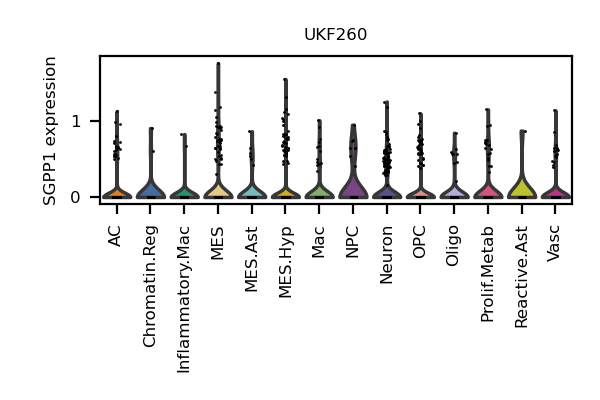 UKF260
SGPP1 expression
1
0
AC
Chromatin.Reg
Inflammatory.Mac
MES
MES.Ast
MES.Hyp
Mac
NPC
Neuron
OPC
Oligo
Prolif.Metab
Reactive.Ast
Vasc